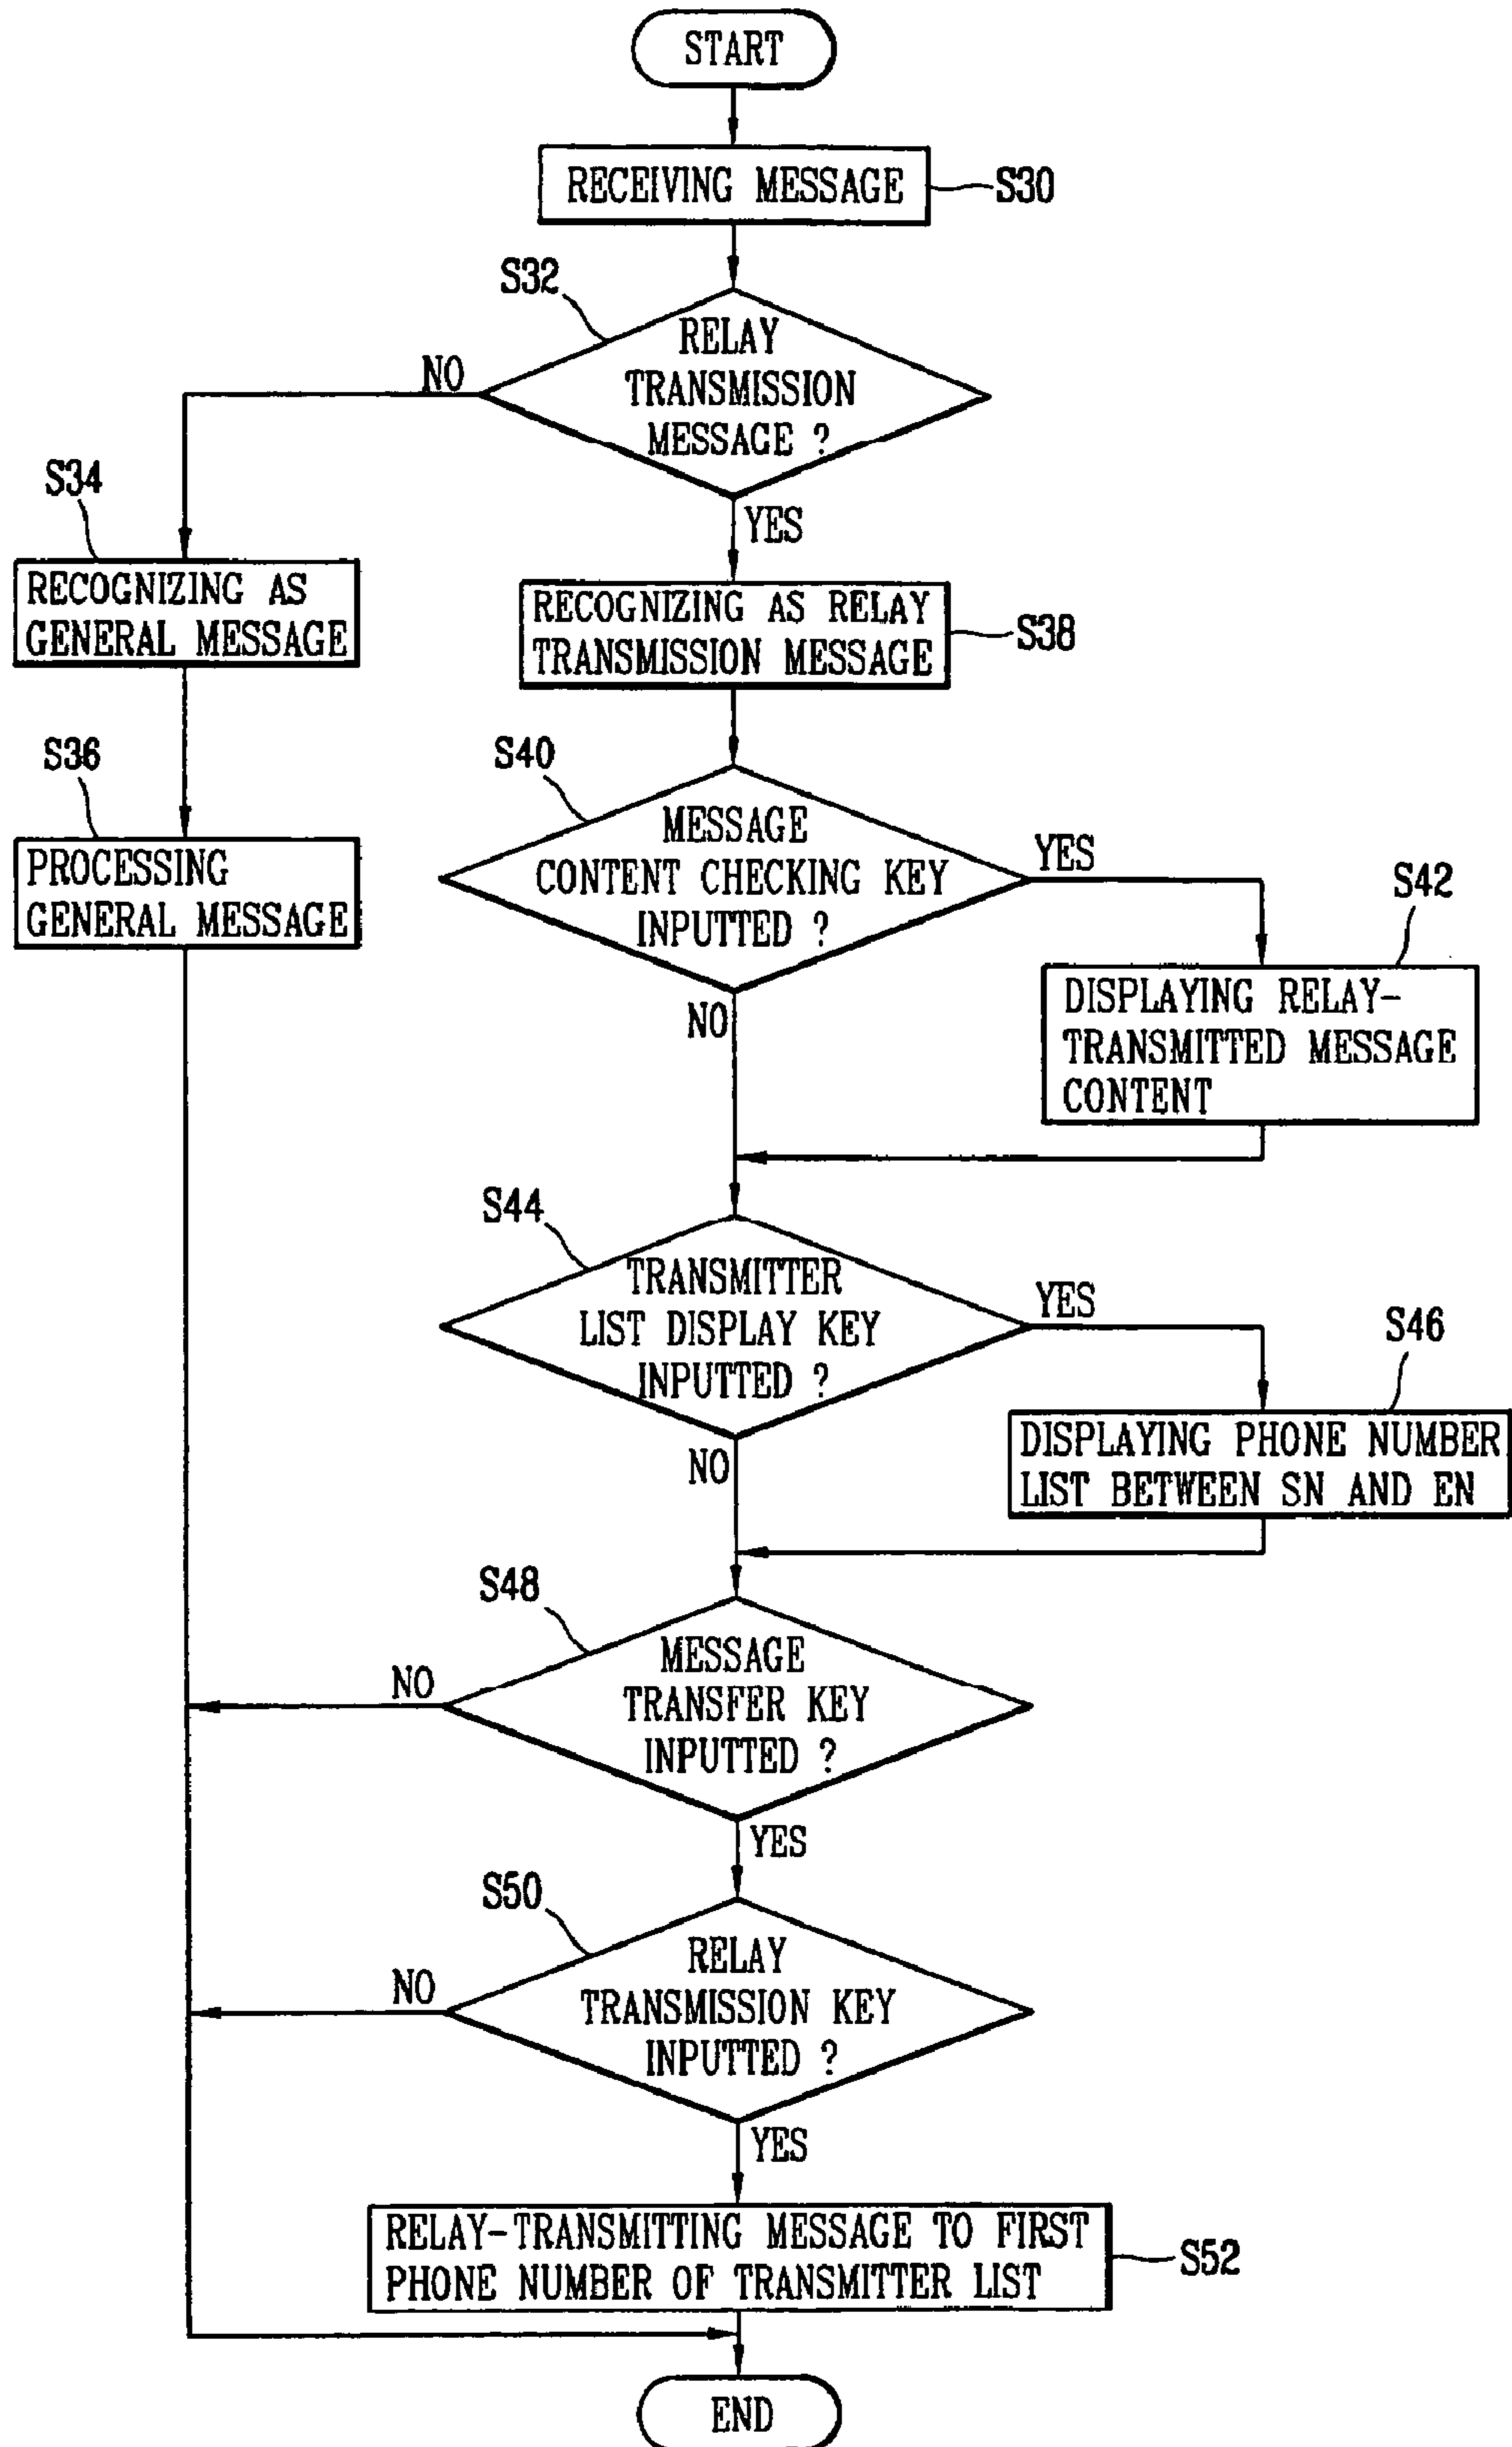 START
RECEIVING MESSAGE
S30
S32
RELAY
TRANSMISSION
MESSAGE ?
NO
YES
S34
RECOGNIZING AS
GENERAL MESSAGE
RECOGNIZING AS RELAY
TRANSMISSION MESSAGE
S38
S36
PROCESSING
GENERAL MESSAGE
S40
MESSAGE
CONTENT CHECKING KEY
INPUTTED ?
YES
NO
S42
DISPLAYING RELAY-
TRANSMITTED MESSAGE
CONTENT
S44
TRANSMITTER
LIST DISPLAY KEY
INPUTTED ?
YES
NO
S46
DISPLAYING PHONE NUMBER
LIST BETWEEN SN AND EN
S48
MESSAGE
TRANSFER KEY
INPUTTED ?
NO
YES
S50
RELAY
TRANSMISSION KEY
INPUTTED ?
NO
YES
RELAY-TRANSMITTING MESSAGE TO FIRST
PHONE NUMBER OF TRANSMITTER LIST
S52
END